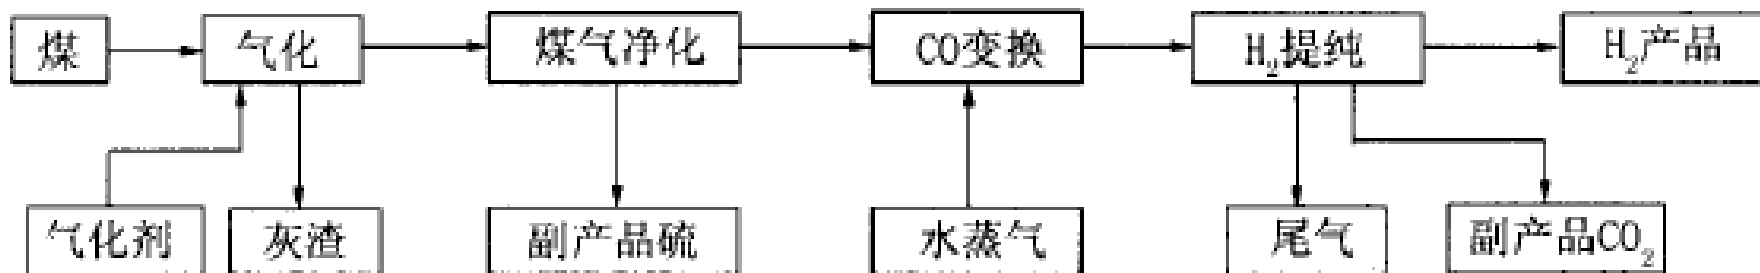 煤
气化
煤气净化
CO变换
H₂提纯
H₂产品
气化剂
灰渣
副产品硫
水蒸气
尾气
副产品CO₂